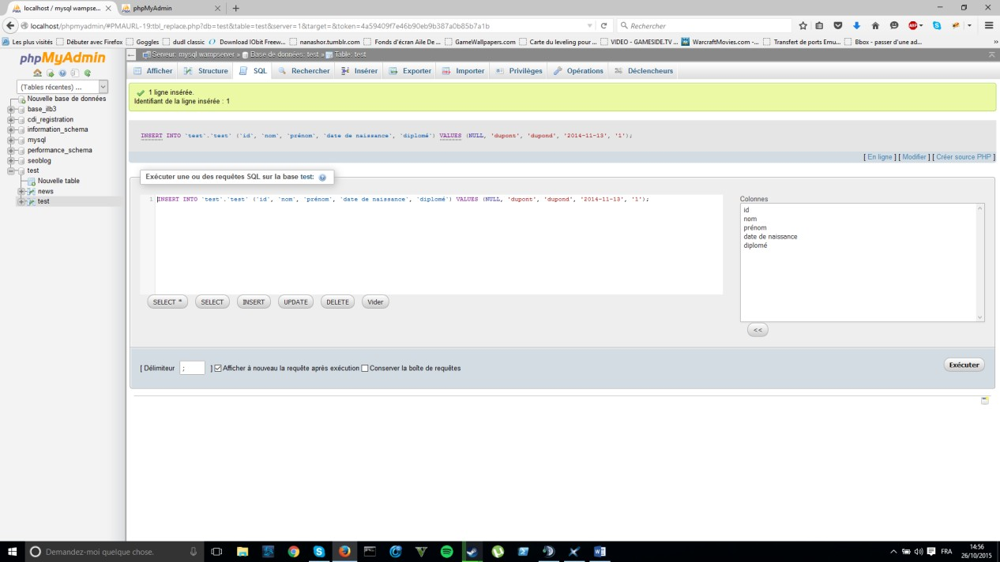 localhost / mysql wampse...
phpMyAdmin
localhost/phpmyadmin/#PMAURL-19:tbl_replace.php?db=test&table=test&server=1&target=&token=4a59409f7e46b90eb9b387a0b85b7a1b
Rechercher
Les plus visités
Débuter avec Firefox
Goggles
dudl classic
Download IObit Freew...
nanashor.tumblr.com
Fonds d'écran Aile De ...
GameWallpapers.com
Carte du leveling pour ...
VIDEO - GAMESIDE.TV ...
WarcraftMovies.com -...
Transfert de ports Emu...
Bbox - passer d'une ad...
phpMyAdmin
(Tables récentes) ...
Nouvelle base de données
base_ilb3
cdi_registration
information_schema
mysql
performance_schema
seoblog
test
Nouvelle table
news
test
Serveur: mysql wampserver » Base de données: test » Table: test
Afficher
Structure
SQL
Rechercher
Insérer
Exporter
Importer
Privilèges
Opérations
Déclencheurs
1 ligne insérée.
Identifiant de la ligne insérée : 1
INSERT INTO `test`.`test` (`id`, `nom`, `prénom`, `date de naissance`, `diplomé`) VALUES (NULL, 'dupont', 'dupond', '2014-11-13', '1');
[ En ligne ] [ Modifier ] [ Créer source PHP ]
Exécuter une ou des requêtes SQL sur la base test:
1 INSERT INTO `test`.`test` (`id`, `nom`, `prénom`, `date de naissance`, `diplomé`) VALUES (NULL, 'dupont', 'dupond', '2014-11-13', '1');
Colonnes
id
nom
prénom
date de naissance
diplomé
SELECT *
SELECT
INSERT
UPDATE
DELETE
Vider
<<
[ Délimiteur ; ] Afficher à nouveau la requête après exécution Conserver la boîte de requêtes
Exécuter
Demandez-moi quelque chose.
FRA
14:56
26/10/2015